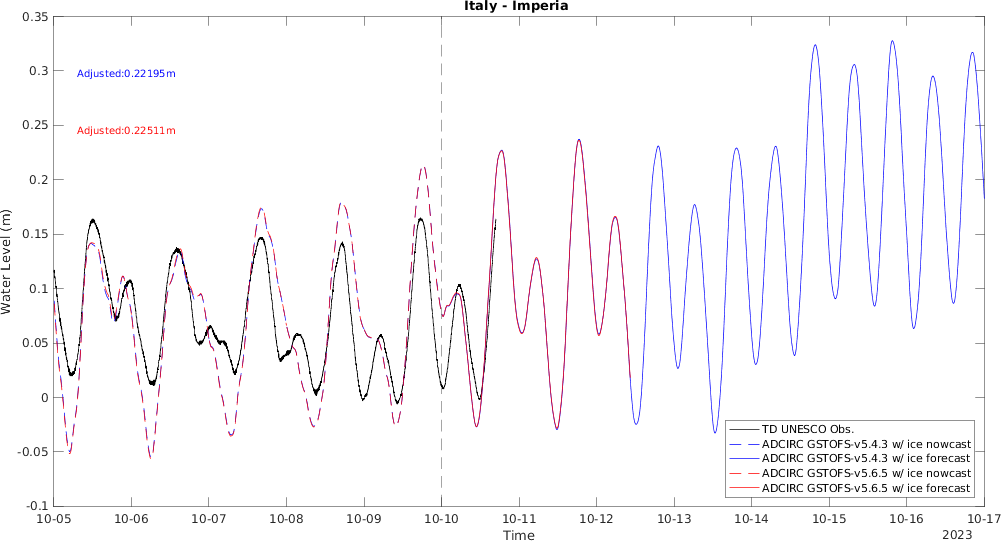 Italy - Imperia
0.35
0.3
0.25
0.2
0.15
0.1
0.05
0
-0.05
-0.1
Water Level (m)
Adjusted:0.22195m
Adjusted:0.22511m
TD UNESCO Obs.
ADCIRC GSTOFS-v5.4.3 w/ ice nowcast
ADCIRC GSTOFS-v5.4.3 w/ ice forecast
ADCIRC GSTOFS-v5.6.5 w/ ice nowcast
ADCIRC GSTOFS-v5.6.5 w/ ice forecast
10-05 10-06 10-07 10-08 10-09 10-10 10-11 10-12 10-13 10-14 10-15 10-16 10-17
Time
2023